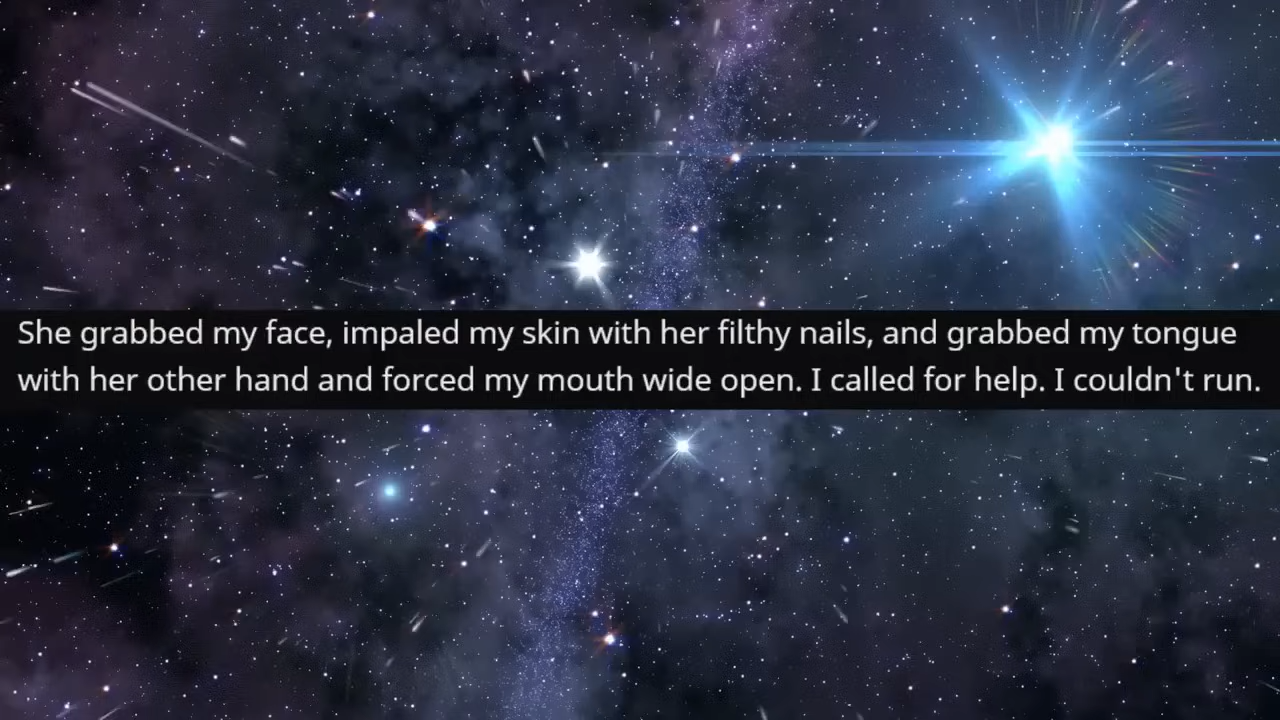 She grabbed my face, impaled my skin with her filthy nails, and grabbed my tongue
with her other hand and forced my mouth wide open. I called for help. I couldn't run.